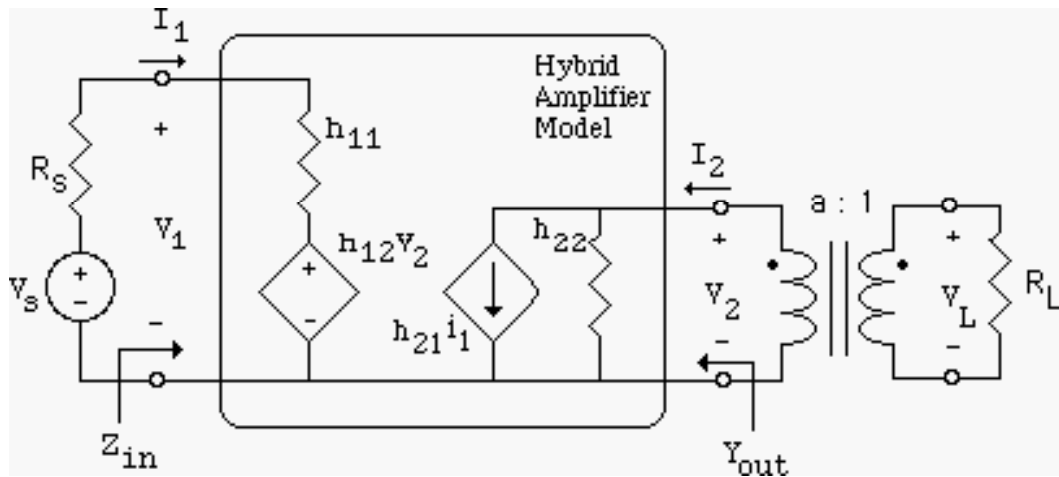 I1
Hybrid
Amplifier
Model
+
h11
RS
V1
I2
a : 1
h22
+
-
Vs
+
-
h12v2
+
+
V2
VL
RL
h21i1
-
-
-
Zin
Yout